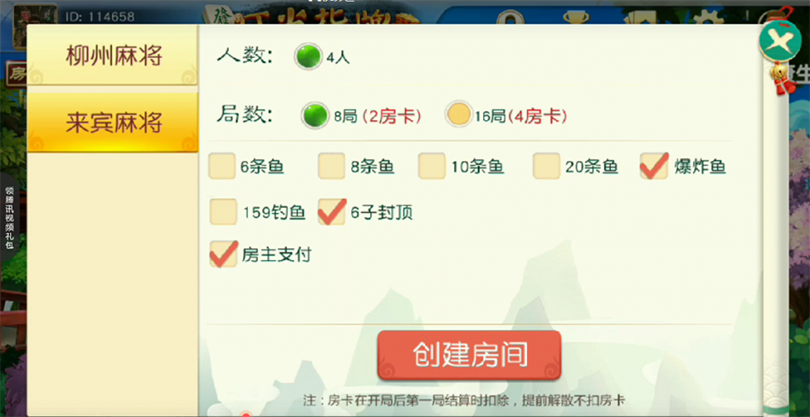 ID: 114658
柳州麻将
来宾麻将
人数: 4人
局数: 8局 (2房卡) 16局(4房卡)
6条鱼 8条鱼 10条鱼 20条鱼 爆炸鱼
159钓鱼 6子封顶
房主支付
创建房间
注:房卡在开局后第一局结算时扣除,提前解散不扣房卡
领腾讯视频礼包
房